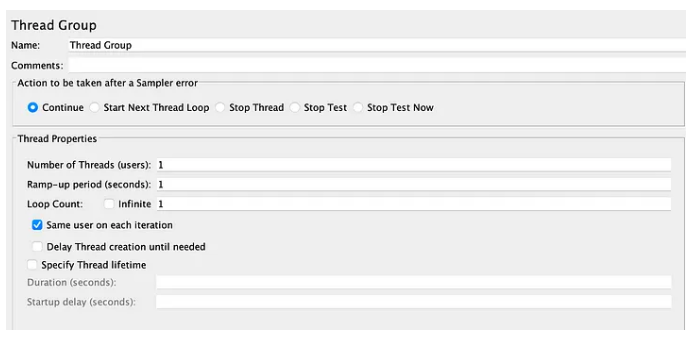 Thread Group
Name: Thread Group
Comments:
Action to be taken after a Sampler error
Continue Start Next Thread Loop Stop Thread Stop Test Stop Test Now
Thread Properties
Number of Threads (users): 1
Ramp-up period (seconds): 1
Loop Count: Infinite 1
Same user on each iteration
Delay Thread creation until needed
Specify Thread lifetime
Duration (seconds):
Startup delay (seconds):